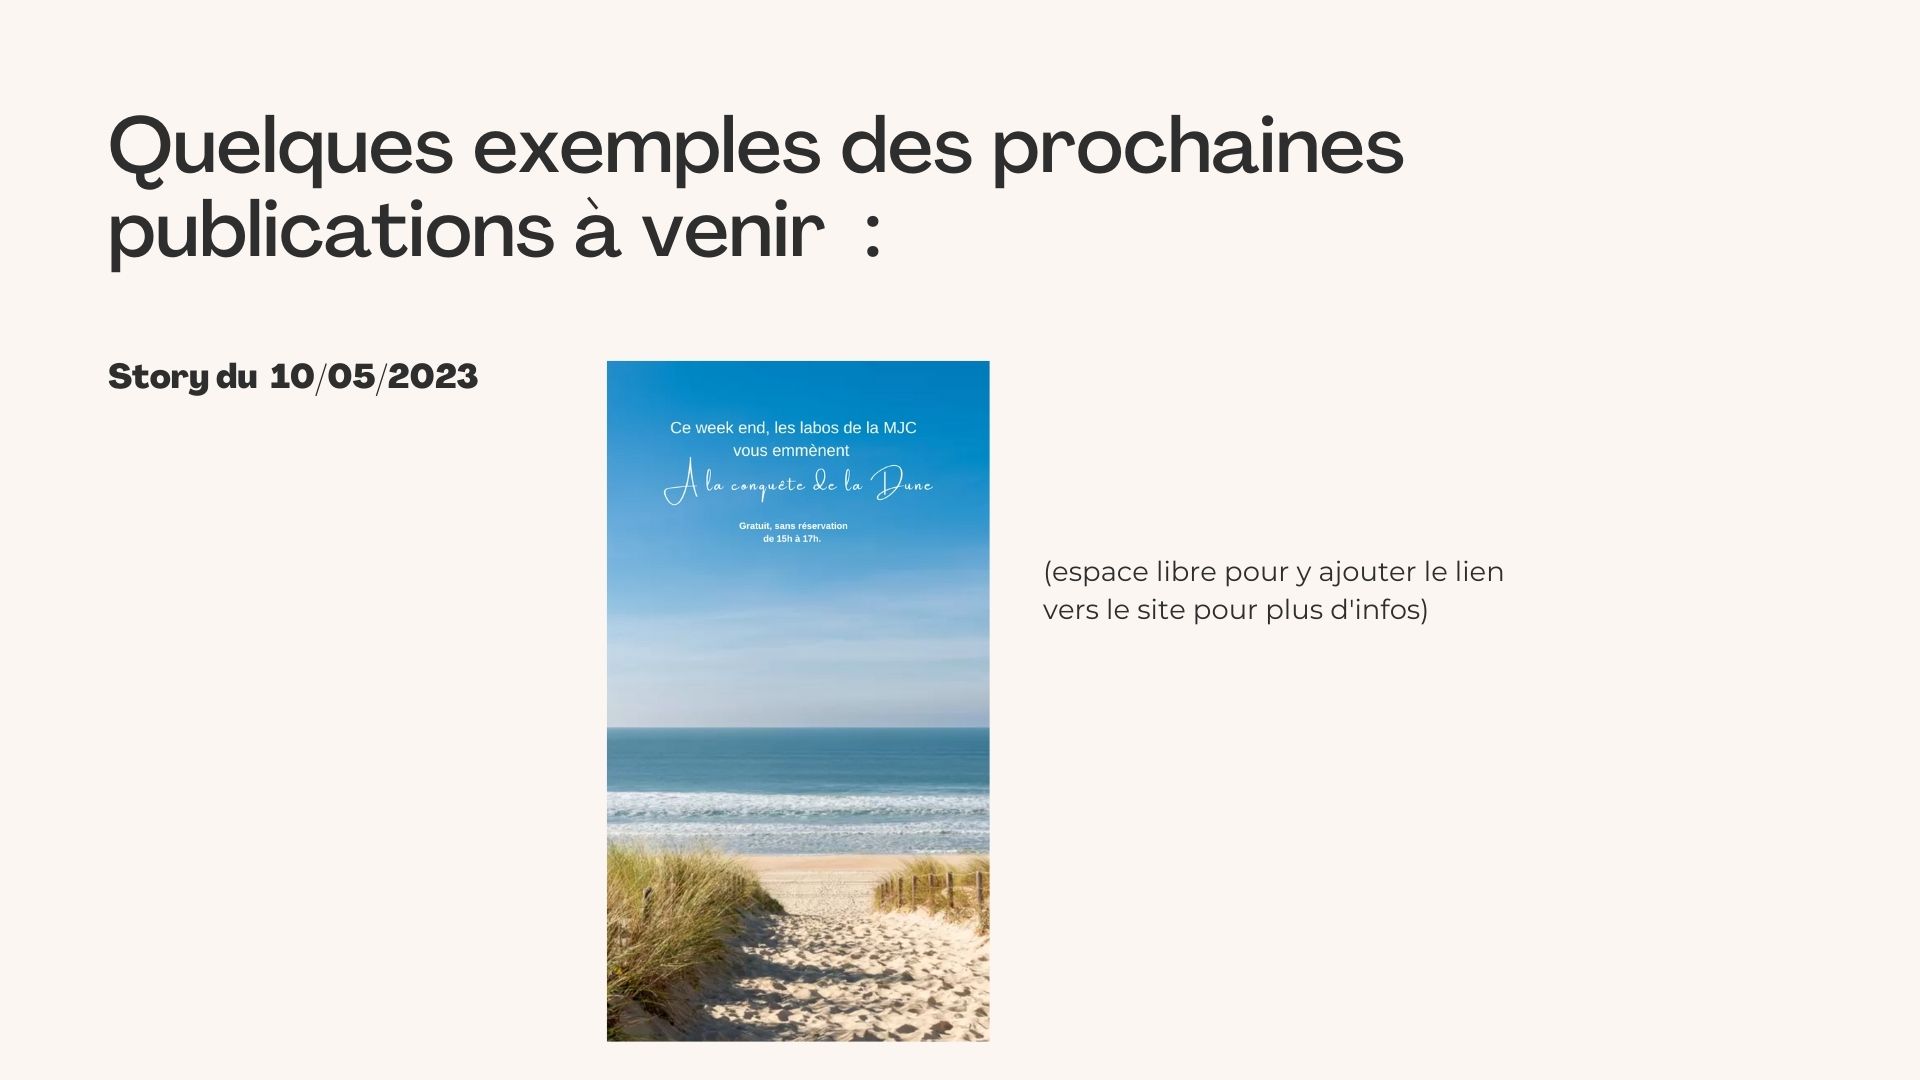 Quelques exemples des prochaines
publications à venir :
Story du 10/05/2023
Ce week end, les labos de la MJC
vous emmènent
A la conquête de la Dune
Gratuit, sans réservation
de 15h à 17h.
(espace libre pour y ajouter le lien
vers le site pour plus d'infos)